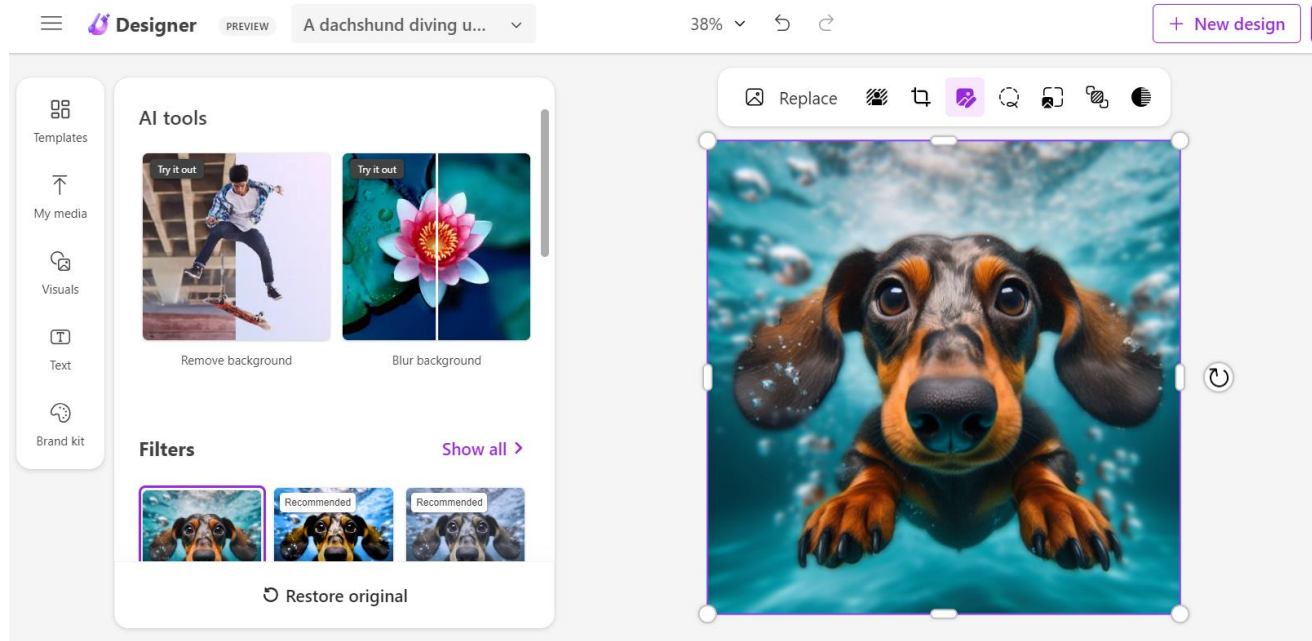 Designer
PREVIEW
A dachshund diving u...
38%
New design
Templates
My media
Visuals
Text
Brand kit
AI tools
Try it out
Try it out
Remove background
Blur background
Filters
Show all
Recommended
Recommended
Restore original
Replace